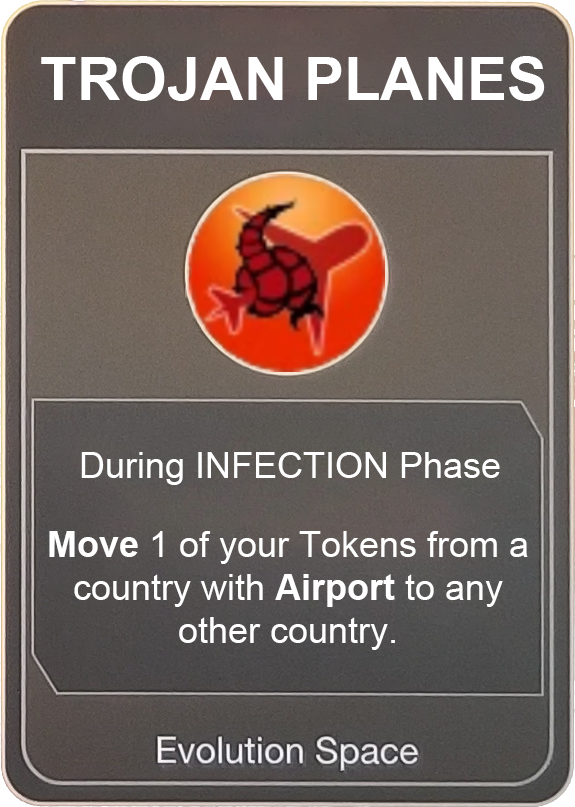 TROJAN PLANES
During INFECTION Phase
Move 1 of your Tokens from a
country with Airport to any
other country.
Evolution Space